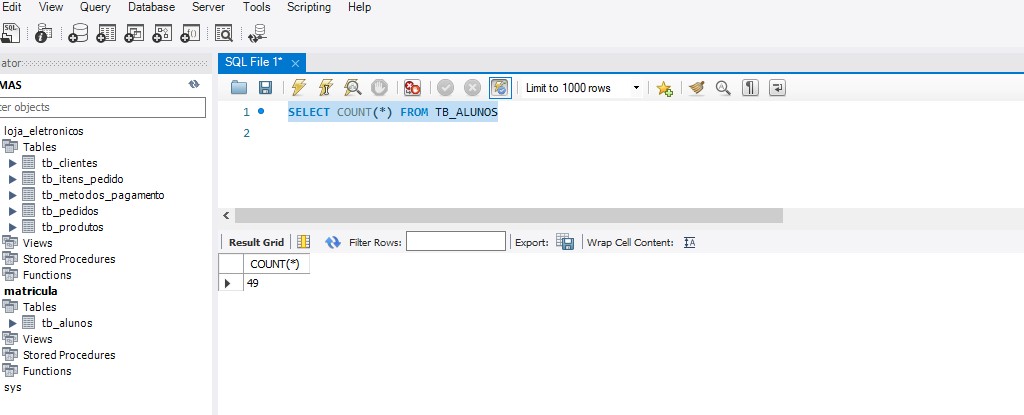 Edit View Query Database Server Tools Scripting Help
ator
SQL File 1*
MAS
Limit to 1000 rows
ter objects
1 SELECT COUNT(*) FROM TB_ALUNOS
2
loja_eletronicos
Tables
tb_clientes
tb_itens_pedido
tb_metodos_pagamento
tb_pedidos
tb_produtos
Views
Stored Procedures
Functions
matricula
Tables
tb_alunos
Views
Stored Procedures
Functions
sys
Result Grid Filter Rows: Export: Wrap Cell Content:
COUNT(*)
49